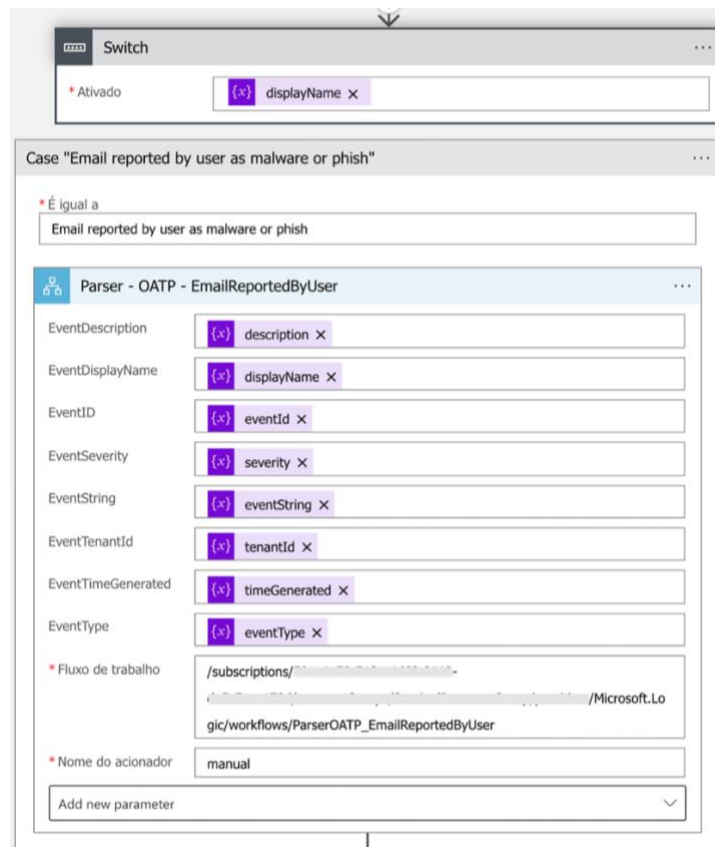 Switch
* Ativado
{x} displayName ×
Case "Email reported by user as malware or phish"
* É igual a
Email reported by user as malware or phish
Parser - OATP - EmailReportedByUser
EventDescription {x} description ×
EventDisplayName {x} displayName ×
EventID {x} eventId ×
EventSeverity {x} severity ×
EventString {x} eventString ×
EventTenantId {x} tenantId ×
EventTimeGenerated {x} timeGenerated ×
EventType {x} eventType ×
* Fluxo de trabalho
/subscriptions/
/Microsoft.Lo
gic/workflows/ParserOATP_EmailReportedByUser
* Nome do acionador manual
Add new parameter